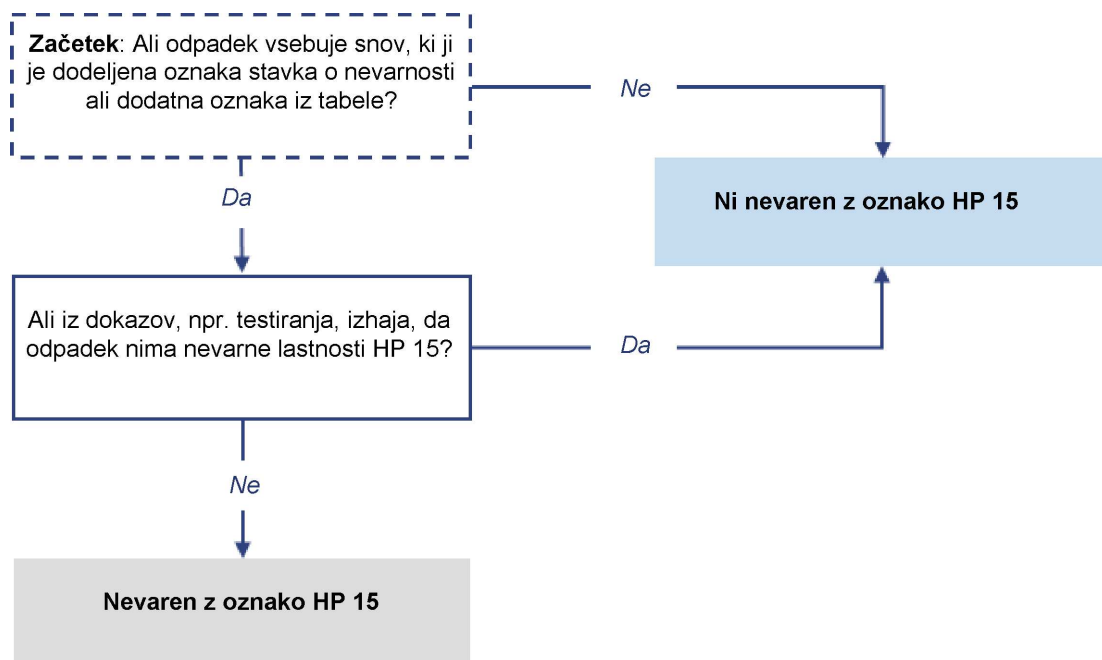 Začetek: Ali odpadek vsebuje snov, ki ji
je dodeljena oznaka stavka o nevarnosti
ali dodatna oznaka iz tabele?
Ne
Ni nevaren z oznako HP 15
Da
Ali iz dokazov, npr. testiranja, izhaja, da
odpadek nima nevarne lastnosti HP 15?
Da
Ne
Nevaren z oznako HP 15